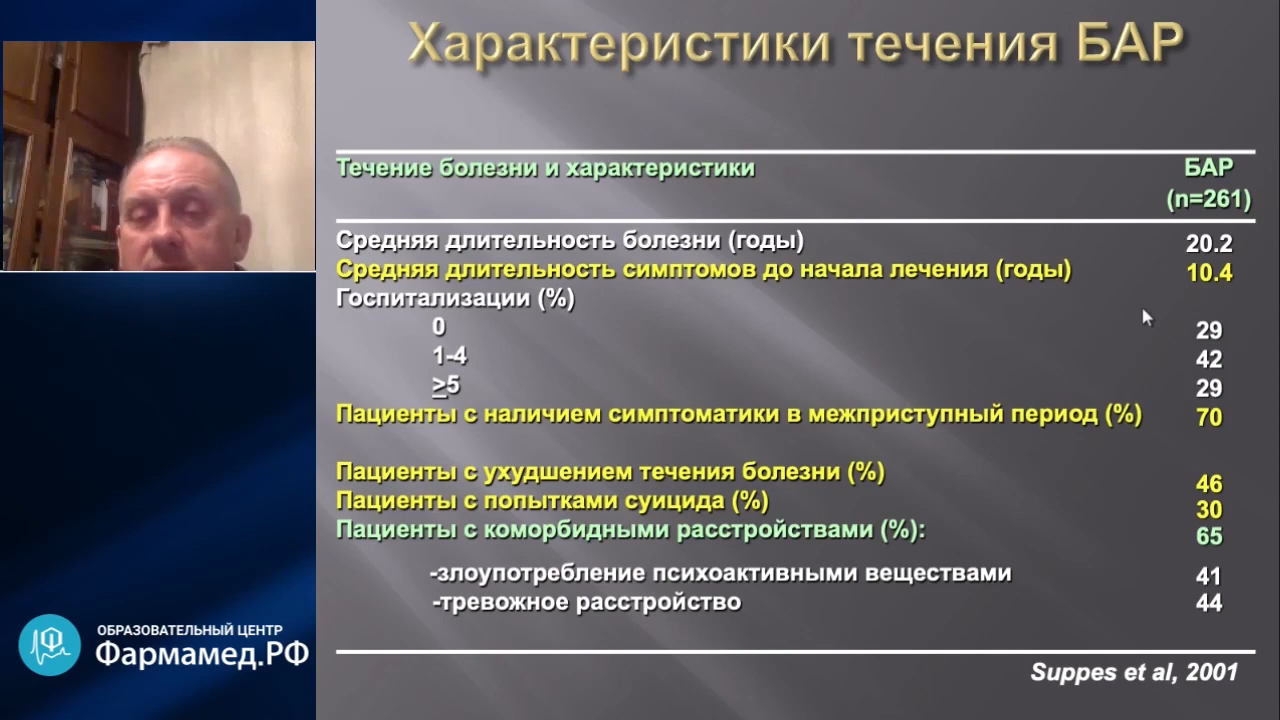 Характеристики течения БАР
Течение болезни и характеристики БАР
(n=261)
Средняя длительность болезни (годы) 20.2
Средняя длительность симптомов до начала лечения (годы) 10.4
Госпитализации (%)
0 29
1-4 42
≥5 29
Пациенты с наличием симптоматики в межприступный период (%) 70
Пациенты с ухудшением течения болезни (%) 46
Пациенты с попытками суицида (%) 30
Пациенты с коморбидными расстройствами (%): 65
-злоупотребление психоактивными веществами 41
-тревожное расстройство 44
Suppes et al, 2001
ОБРАЗОВАТЕЛЬНЫЙ ЦЕНТР
Фармамед.РФ